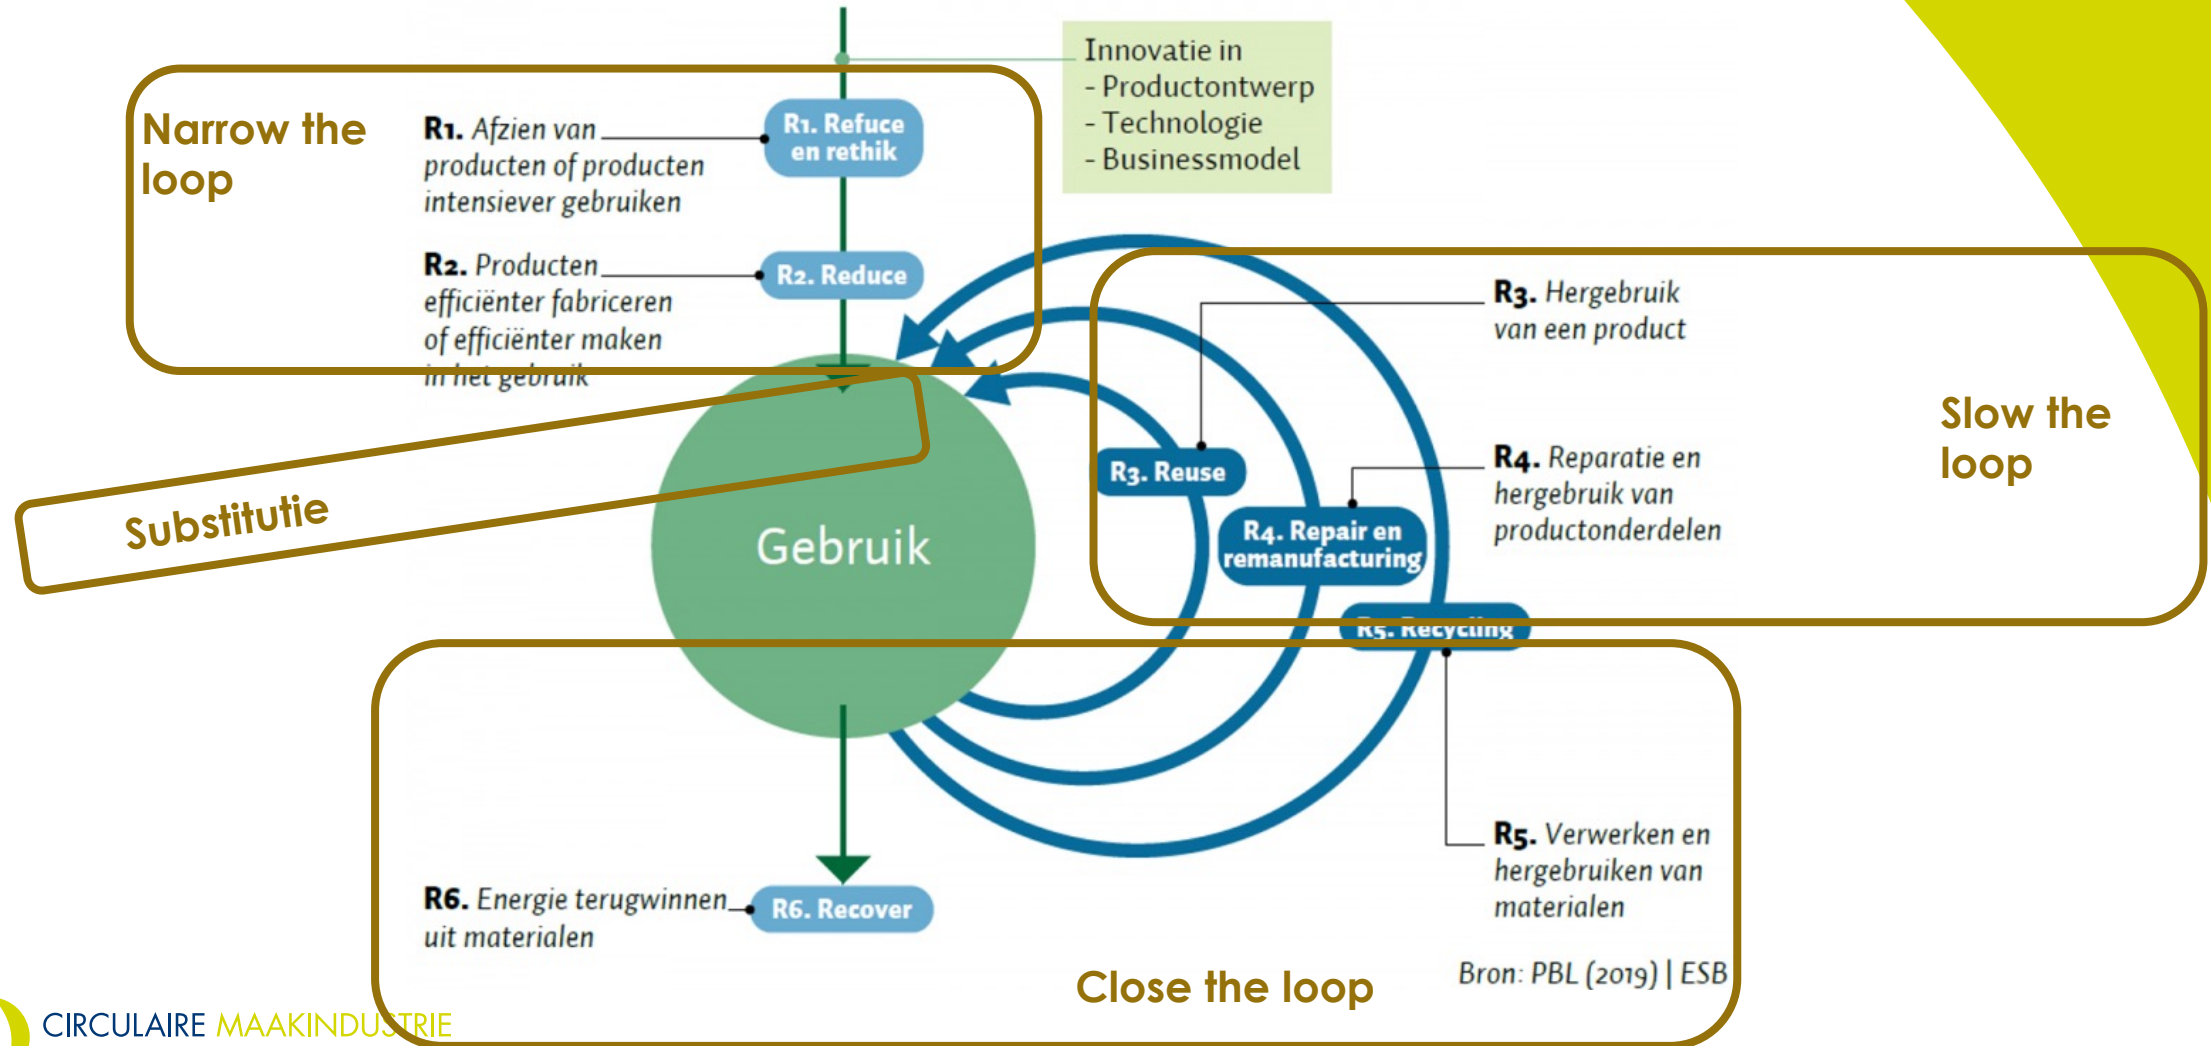 Innovatie in
- Productontwerp
- Technologie
- Businessmodel
Narrow the
loop
R1. Afzien van
producten of producten
intensiever gebruiken
R1. Refuce
en rethik
R2. Producten
efficiënter fabriceren
of efficiënter maken
in het gebruik
R2. Reduce
R3. Hergebruik
van een product
Slow the
loop
R3. Reuse
R4. Reparatie en
hergebruik van
productonderdelen
R4. Repair en
remanufacturing
Substitutie
Gebruik
R5. Recycling
R5. Verwerken en
hergebruiken van
materialen
R6. Energie terugwinnen
uit materialen
R6. Recover
Close the loop
Bron: PBL (2019) | ESB
CIRCULAIRE MAAKINDUSTRIE